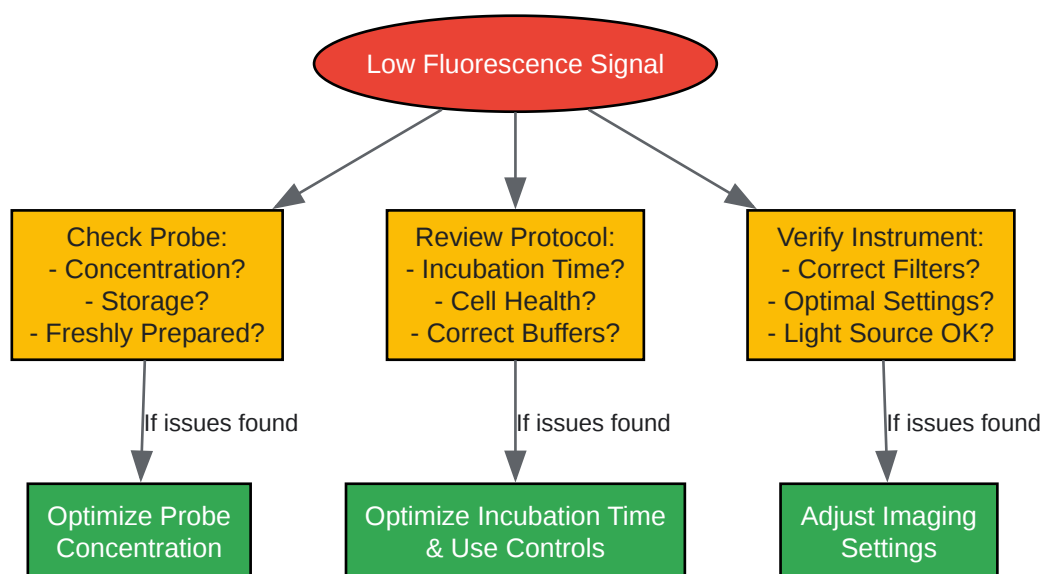 Low Fluorescence Signal
Check Probe:
- Concentration?
- Storage?
- Freshly Prepared?
Review Protocol:
- Incubation Time?
- Cell Health?
- Correct Buffers?
Verify Instrument:
- Correct Filters?
- Optimal Settings?
- Light Source OK?
If issues found
If issues found
If issues found
Optimize Probe
Concentration
Optimize Incubation Time
& Use Controls
Adjust Imaging
Settings